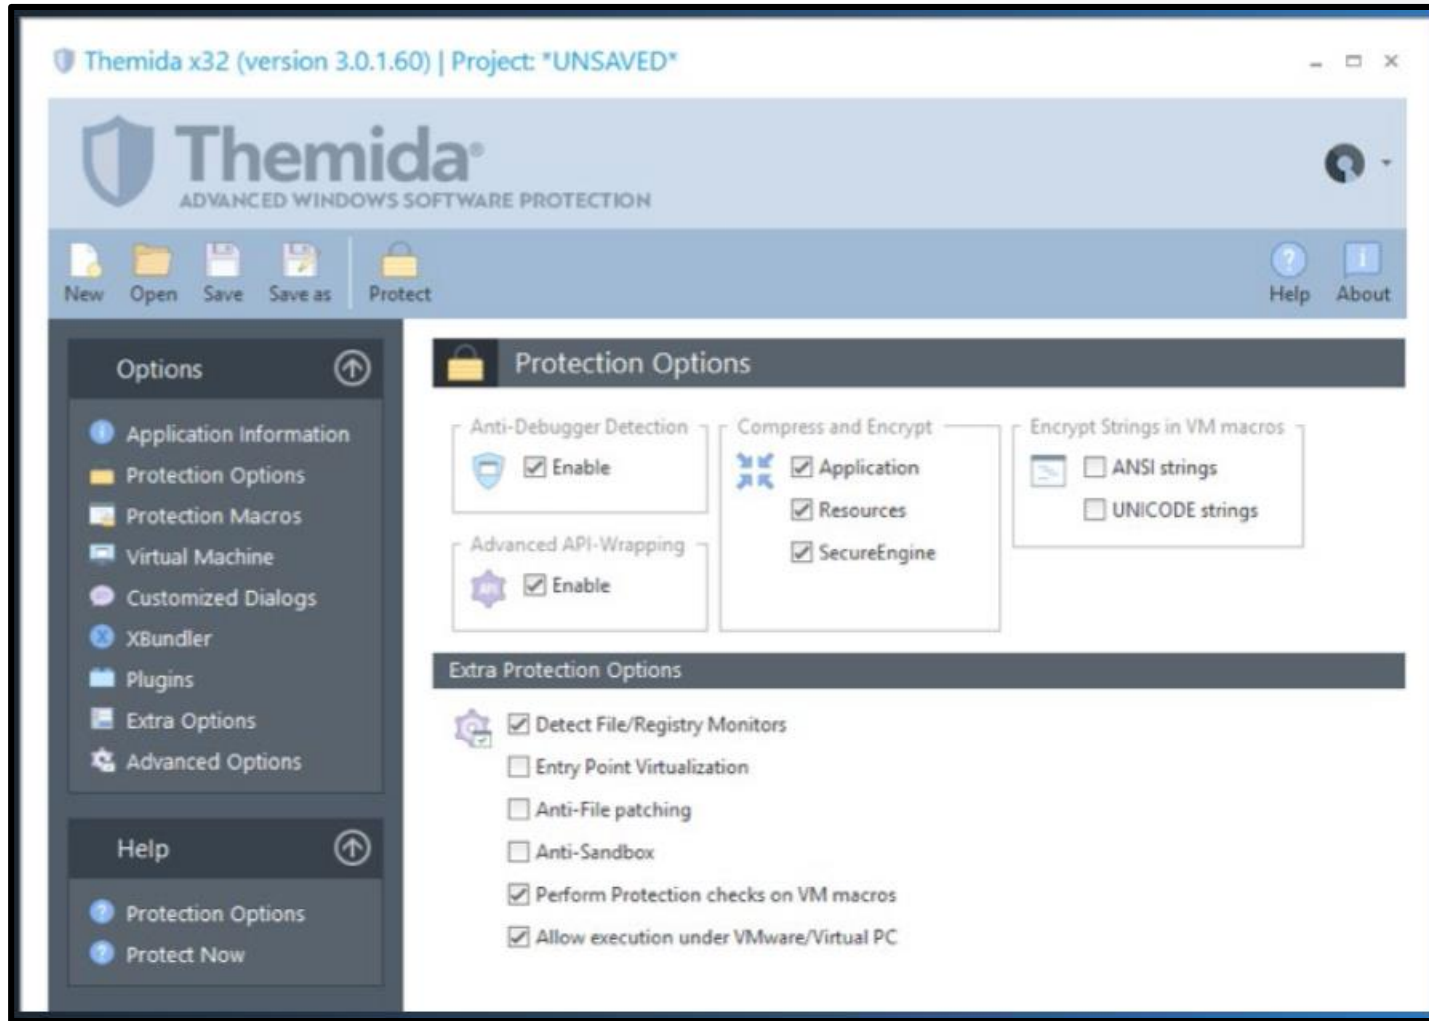 Themida x32 (version 3.0.1.60) | Project: *UNSAVED*
Themida®
ADVANCED WINDOWS SOFTWARE PROTECTION
New Open Save Save as Protect Help About
Options
Application Information
Protection Options
Protection Macros
Virtual Machine
Customized Dialogs
XBundler
Plugins
Extra Options
Advanced Options
Help
Protection Options
Protect Now
Protection Options
Anti-Debugger Detection
Enable
Advanced API-Wrapping
API
Enable
Compress and Encrypt
Application
Resources
SecureEngine
Encrypt Strings in VM macros
ANSI strings
UNICODE strings
Extra Protection Options
Detect File/Registry Monitors
Entry Point Virtualization
Anti-File patching
Anti-Sandbox
Perform Protection checks on VM macros
Allow execution under VMware/Virtual PC